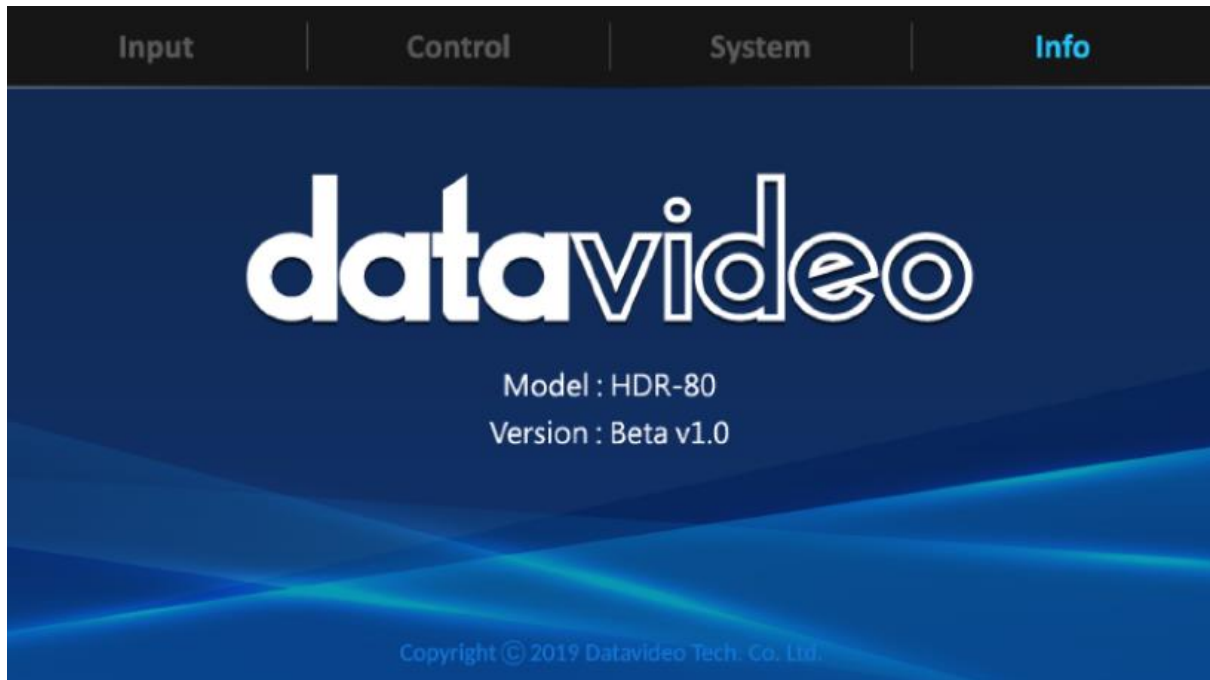 Input Control System Info
datavideo
Model : HDR-80
Version : Beta v1.0
Copyright ⓒ 2019 Datavideo Tech. Co. Ltd.